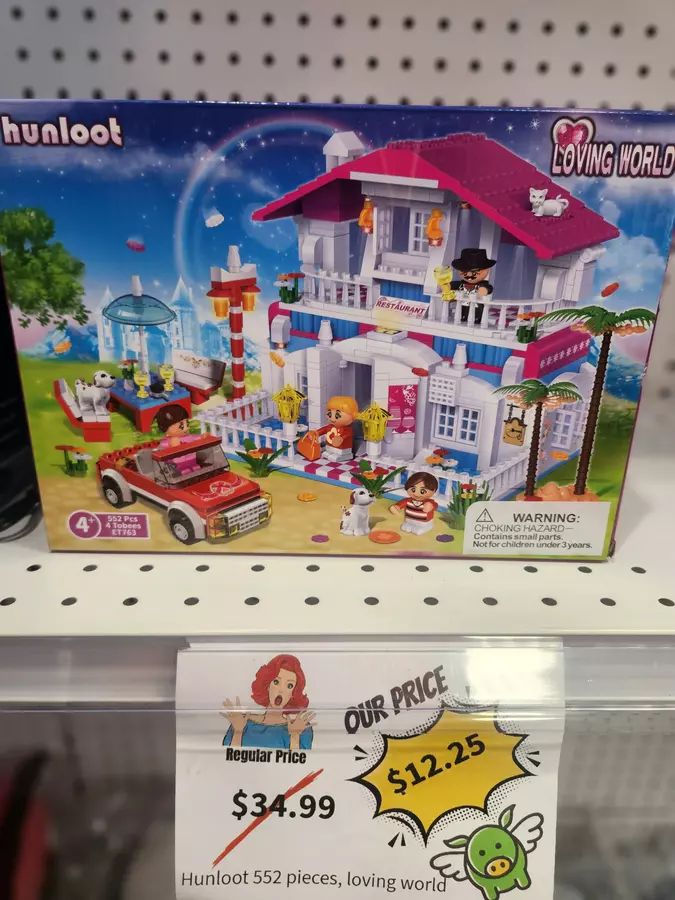 hunloot
LOVING WORLD
RESTAURANT
4+
552 Pcs
4 Tobees
ET763
WARNING:
CHOKING HAZARD—
Contains small parts.
Not for children under 3 years.
OUR PRICE
Regular Price
$12.25
$34.99
Hunloot 552 pieces, loving world